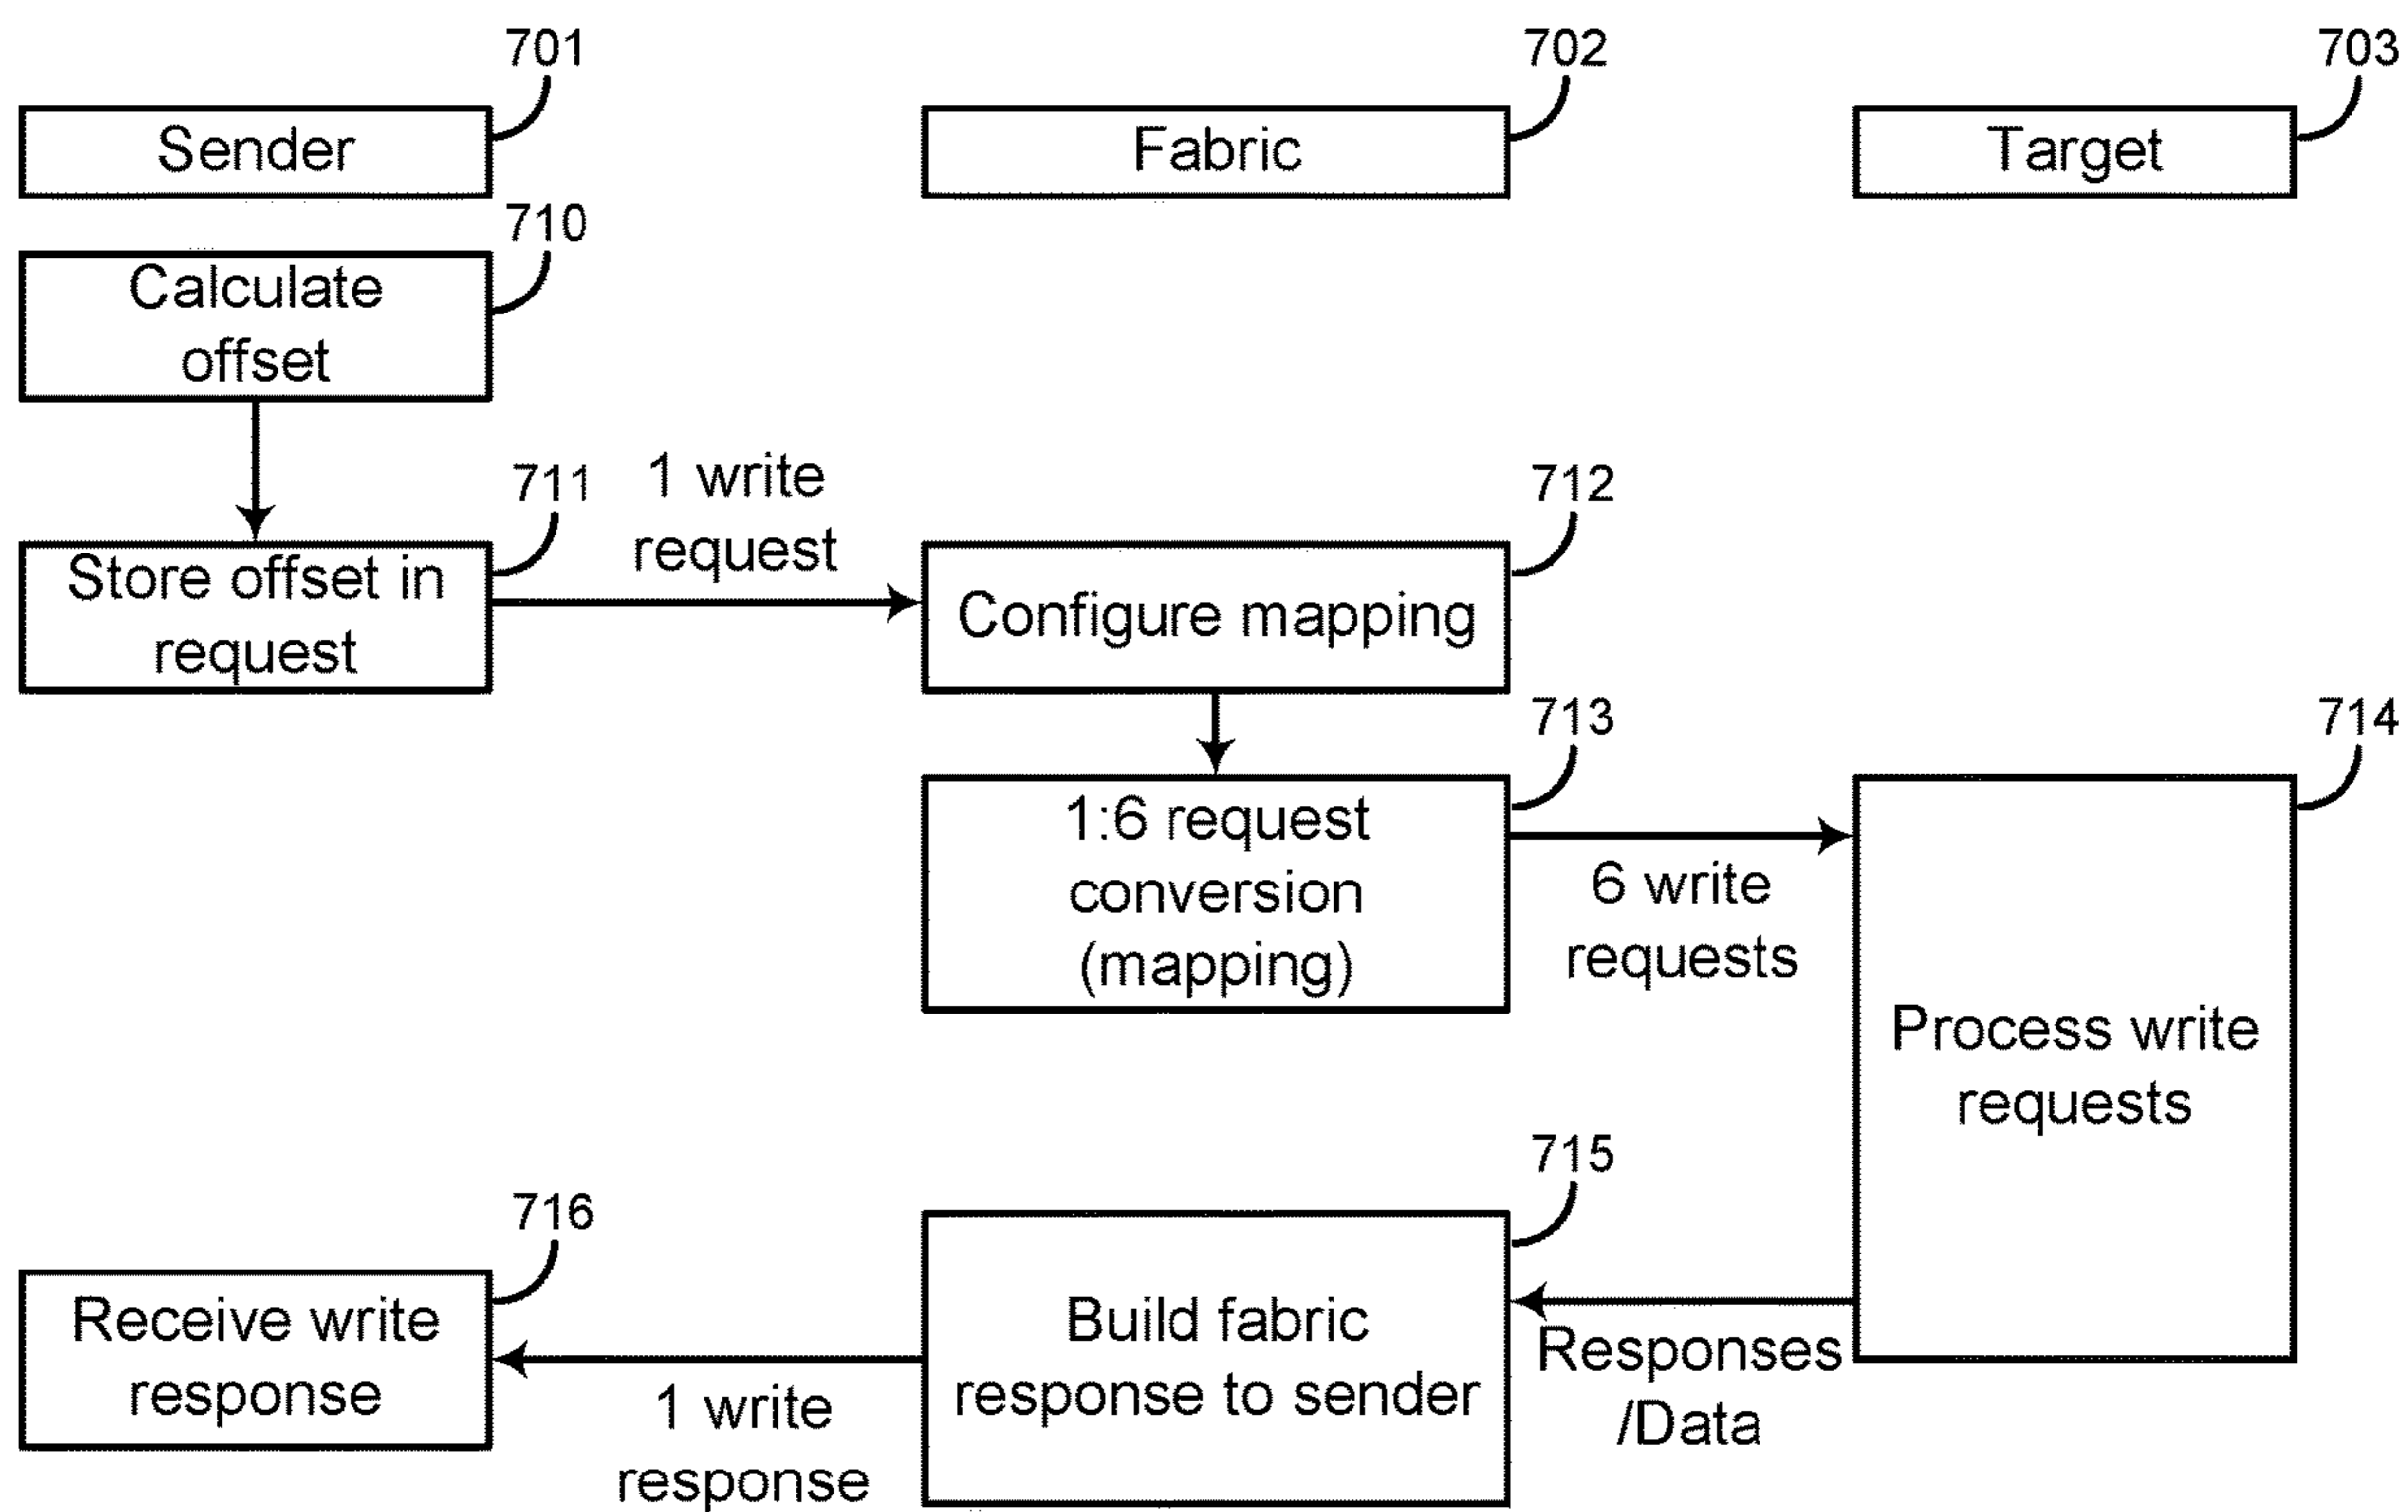 701
702
703
Sender
Fabric
Target
710
Calculate
offset
711
1 write
request
712
Store offset in
request
Configure mapping
713
714
1:6 request
conversion
(mapping)
6 write
requests
Process write
requests
715
716
Receive write
response
Build fabric
response to sender
Responses
/Data
1 write
response